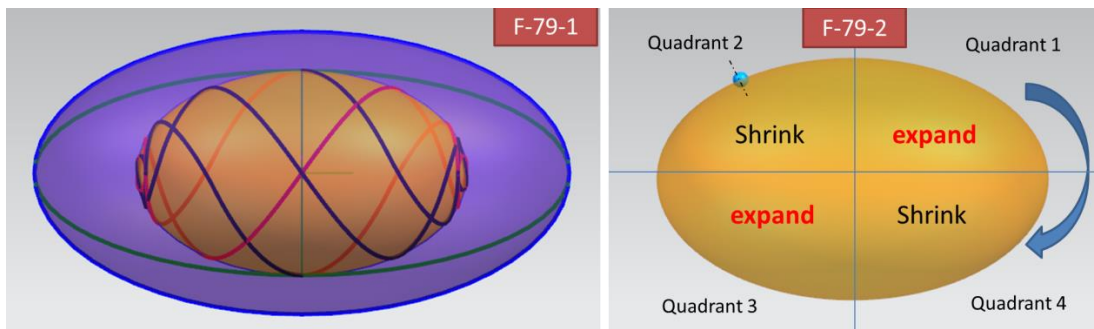 F-79-1
F-79-2
Quadrant 2
Quadrant 1
Shrink
expand
expand
Shrink
Quadrant 3
Quadrant 4